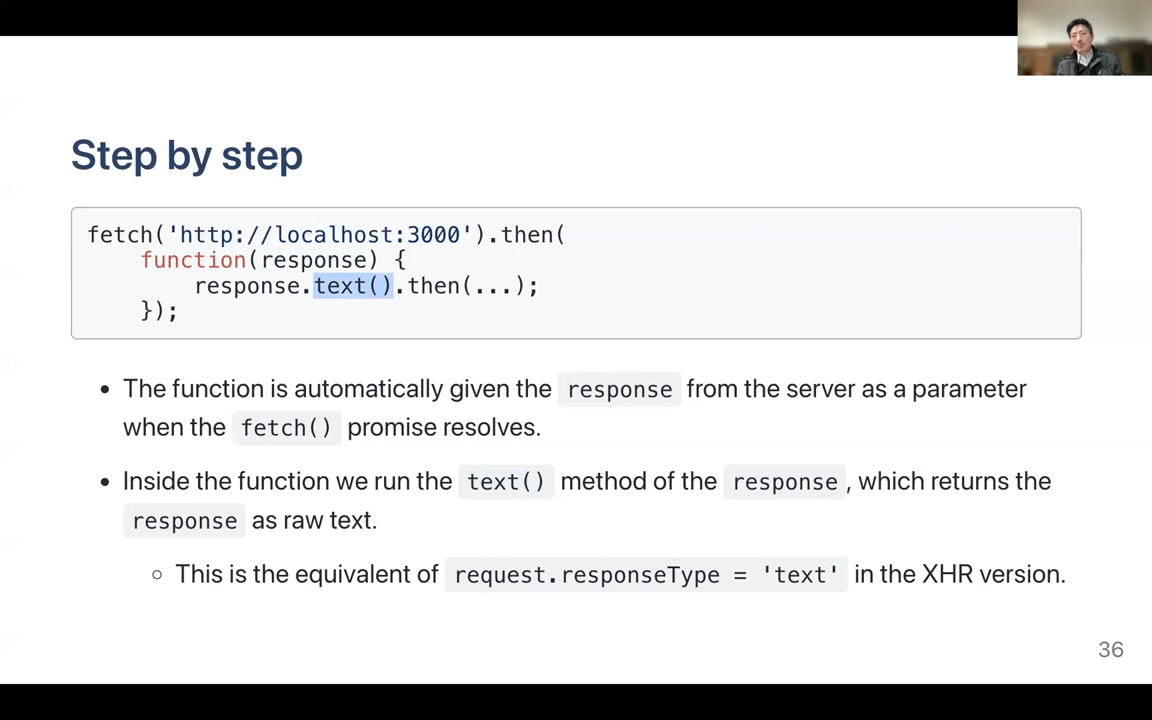 Step by step
fetch('http://localhost:3000').then(
function(response) {
response.text().then(...);
});
• The function is automatically given the response from the server as a parameter
when the fetch() promise resolves.
• Inside the function we run the text() method of the response, which returns the
response as raw text.
◦ This is the equivalent of request.responseType = 'text' in the XHR version.
36